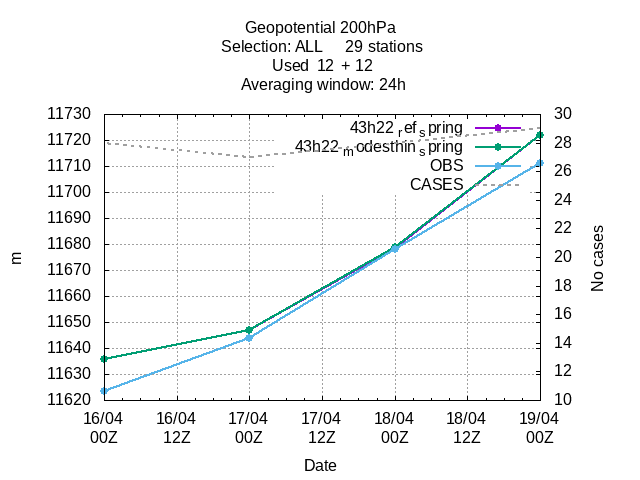 Geopotential 200hPa
Selection: ALL 29 stations
Used 12 + 12
Averaging window: 24h
43h22_ref_spring
43h22_modesthin_spring
OBS
CASES
11730
11720
11710
11700
11690
11680
11670
11660
11650
11640
11630
11620
m
30
28
26
24
22
20
18
16
14
12
10
No cases
16/04 16/04 17/04 17/04 18/04 18/04 19/04
00Z 12Z 00Z 12Z 00Z 12Z 00Z
Date